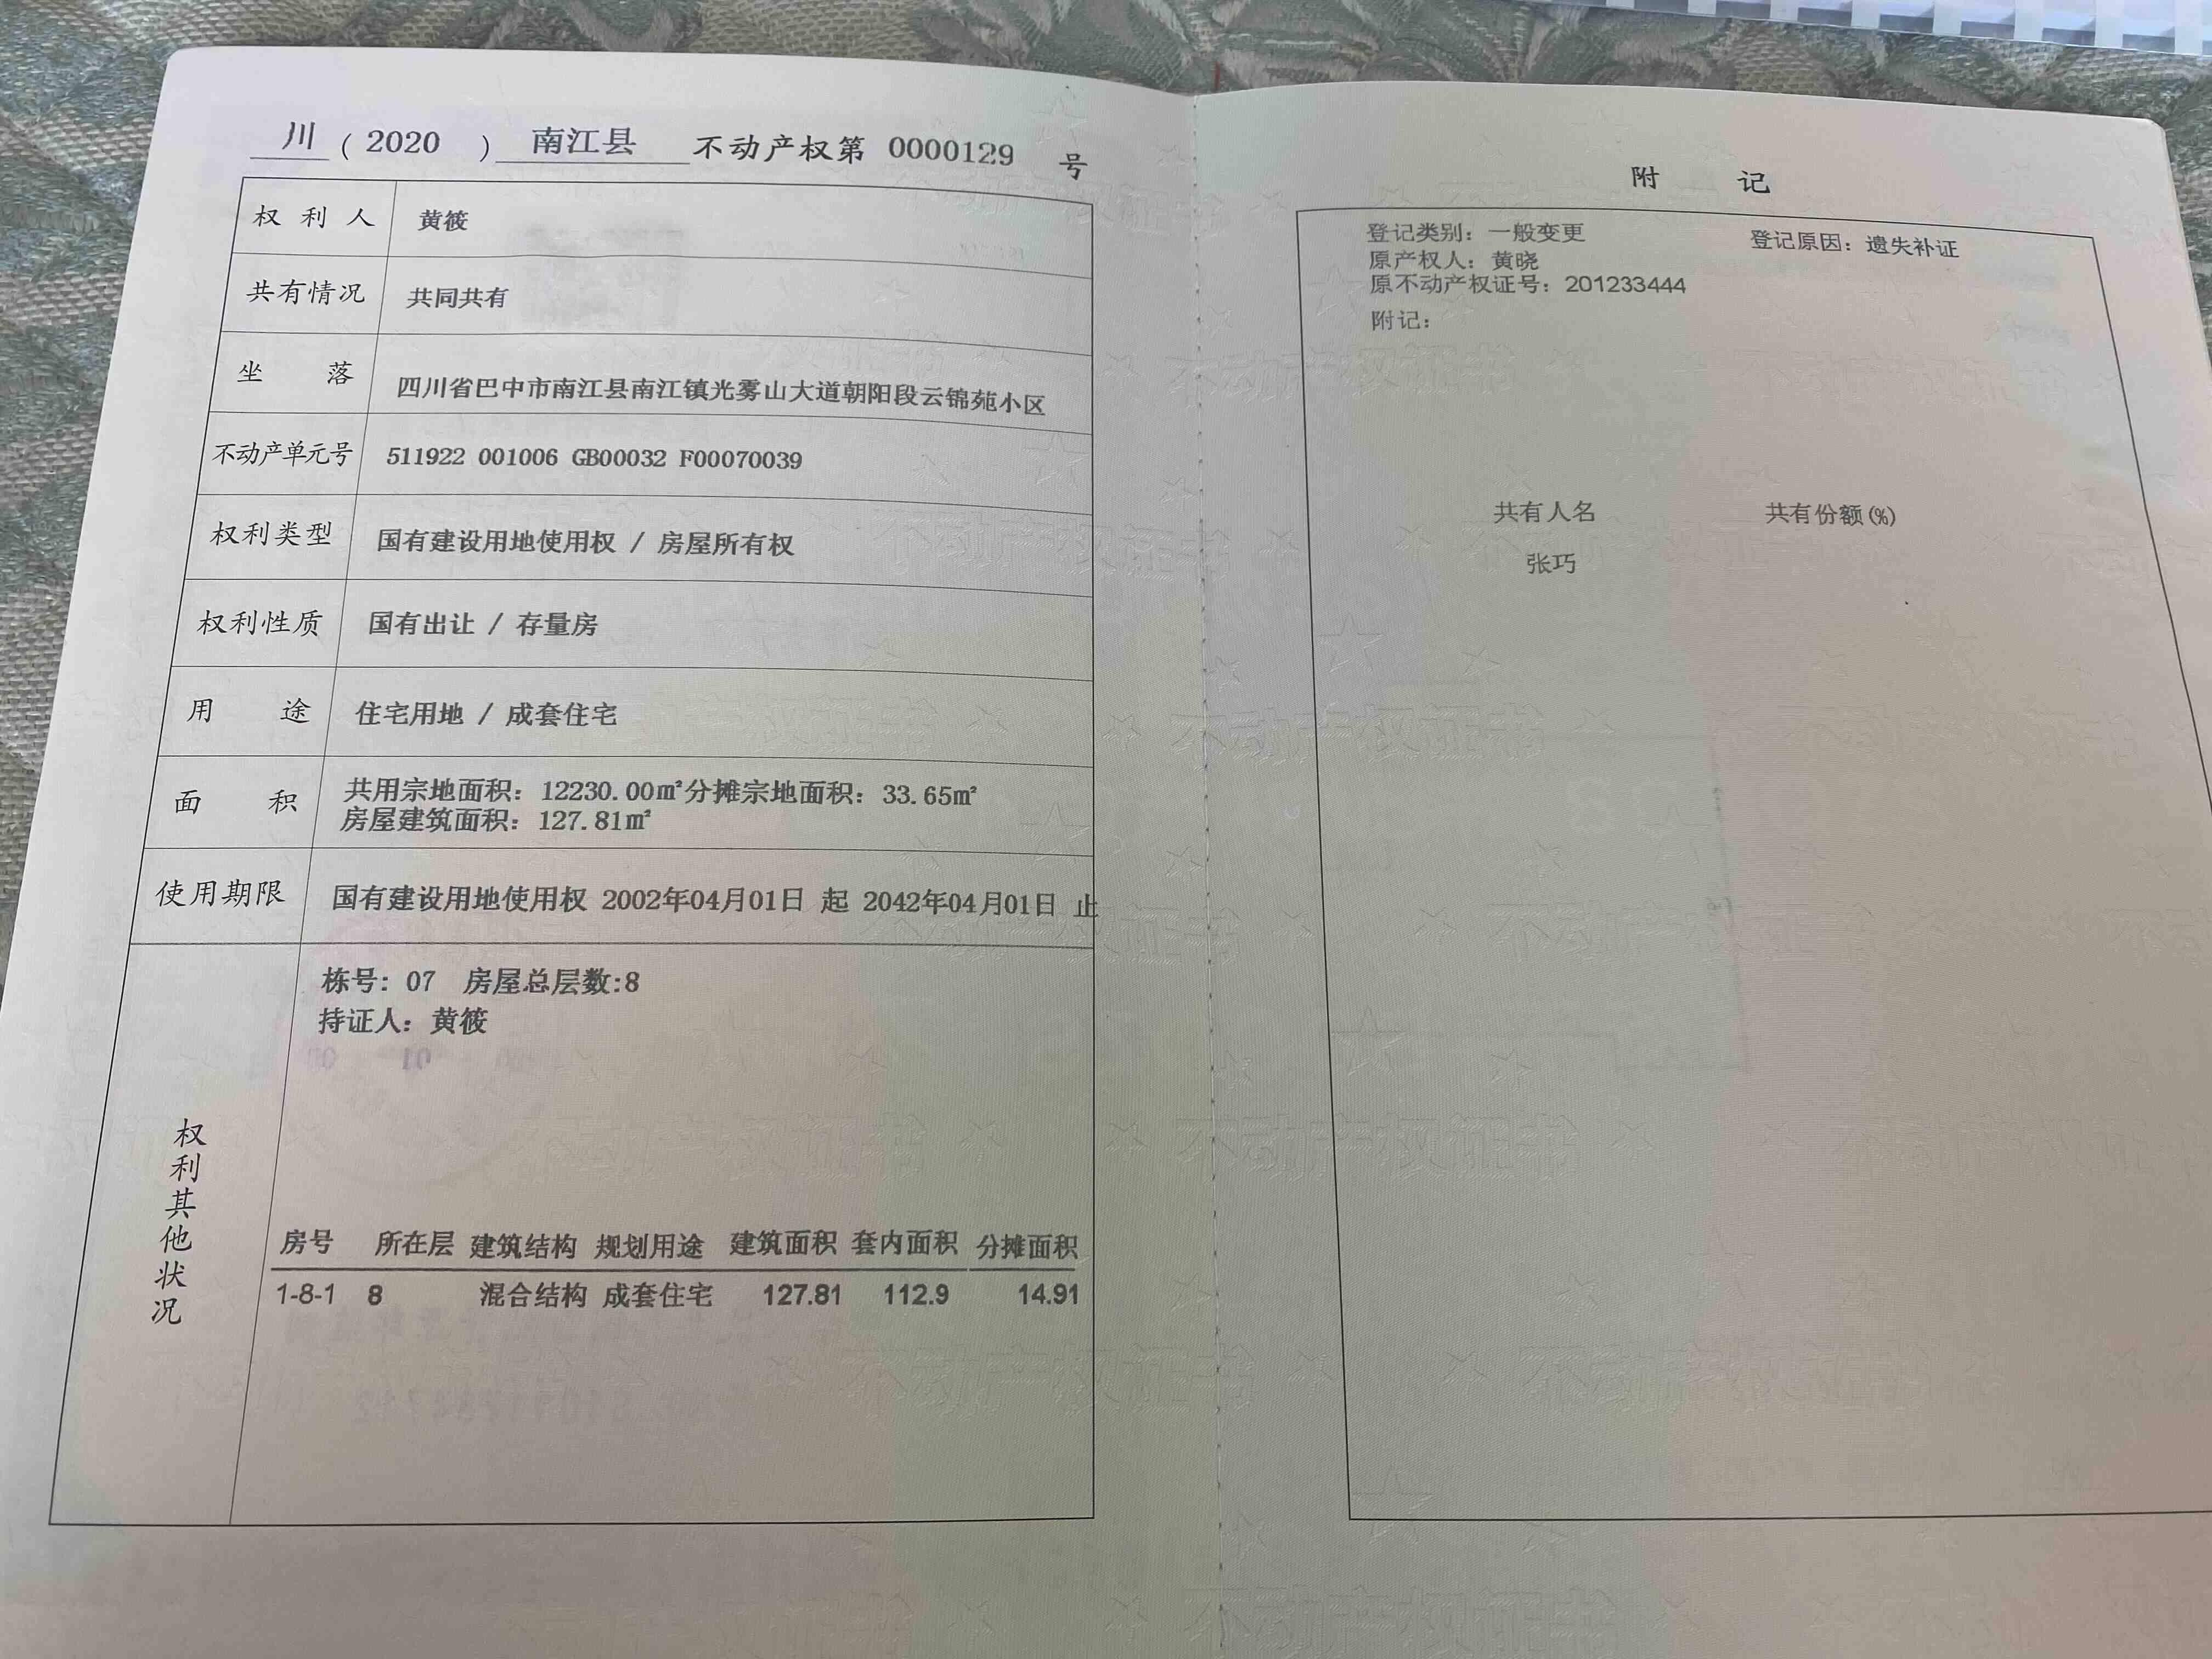 川 ( 2020 ) 南江县 不动产权第 0000129 号
权利人 黄筱
共有情况 共同共有
坐落 四川省巴中市南江县南江镇光雾山大道朝阳段云锦苑小区
不动产单元号 511922 001006 GB00032 F00070039
权利类型 国有建设用地使用权 / 房屋所有权
权利性质 国有出让 / 存量房
用途 住宅用地 / 成套住宅
面积 共用宗地面积：12230.00㎡分摊宗地面积：33.65㎡
房屋建筑面积：127.81㎡
使用期限 国有建设用地使用权 2002年04月01日 起 2042年04月01日 止
权利其他状况
栋号：07 房屋总层数:8
持证人：黄筱
房号 所在层 建筑结构 规划用途 建筑面积 套内面积 分摊面积
1-8-1 8 混合结构 成套住宅 127.81 112.9 14.91
附记
登记类别：一般变更 登记原因：遗失补证
原产权人：黄晓
原不动产权证号：201233444
附记：
共有人名 共有份额(%)
张巧
不动产权证书